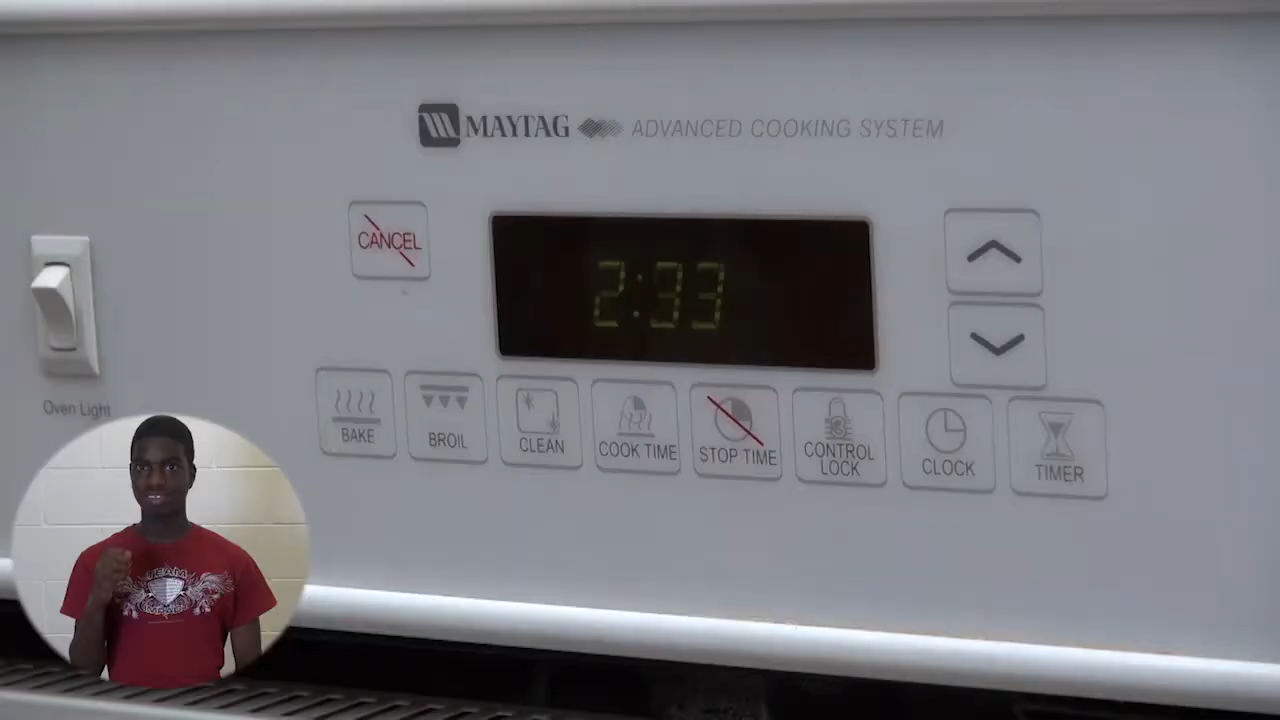 MAYTAG ADVANCED COOKING SYSTEM
CANCEL
2:33
Oven Light
BAKE
BROIL
CLEAN
COOK TIME
STOP TIME
CONTROL
LOCK
CLOCK
TIMER
TEAM